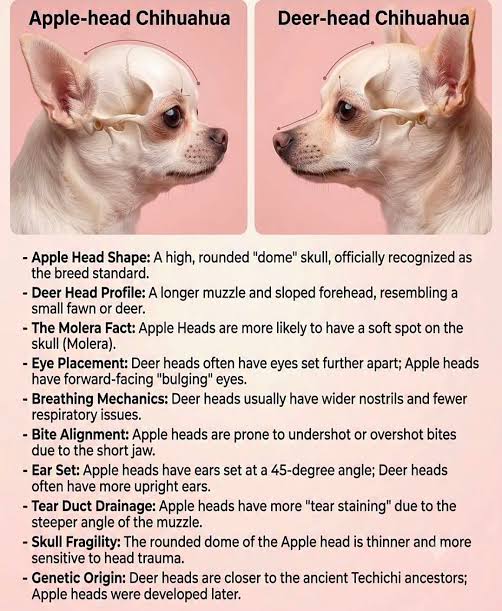 Apple-head Chihuahua
Deer-head Chihuahua
- Apple Head Shape: A high, rounded "dome" skull, officially recognized as
the breed standard.
- Deer Head Profile: A longer muzzle and sloped forehead, resembling a
small fawn or deer.
- The Molera Fact: Apple Heads are more likely to have a soft spot on the
skull (Molera).
- Eye Placement: Deer heads often have eyes set further apart; Apple heads
have forward-facing "bulging" eyes.
- Breathing Mechanics: Deer heads usually have wider nostrils and fewer
respiratory issues.
- Bite Alignment: Apple heads are prone to undershot or overshot bites
due to the short jaw.
- Ear Set: Apple heads have ears set at a 45-degree angle; Deer heads
often have more upright ears.
- Tear Duct Drainage: Apple heads have more "tear staining" due to the
steeper angle of the muzzle.
- Skull Fragility: The rounded dome of the Apple head is thinner and more
sensitive to head trauma.
- Genetic Origin: Deer heads are closer to the ancient Techichi ancestors;
Apple heads were developed later.